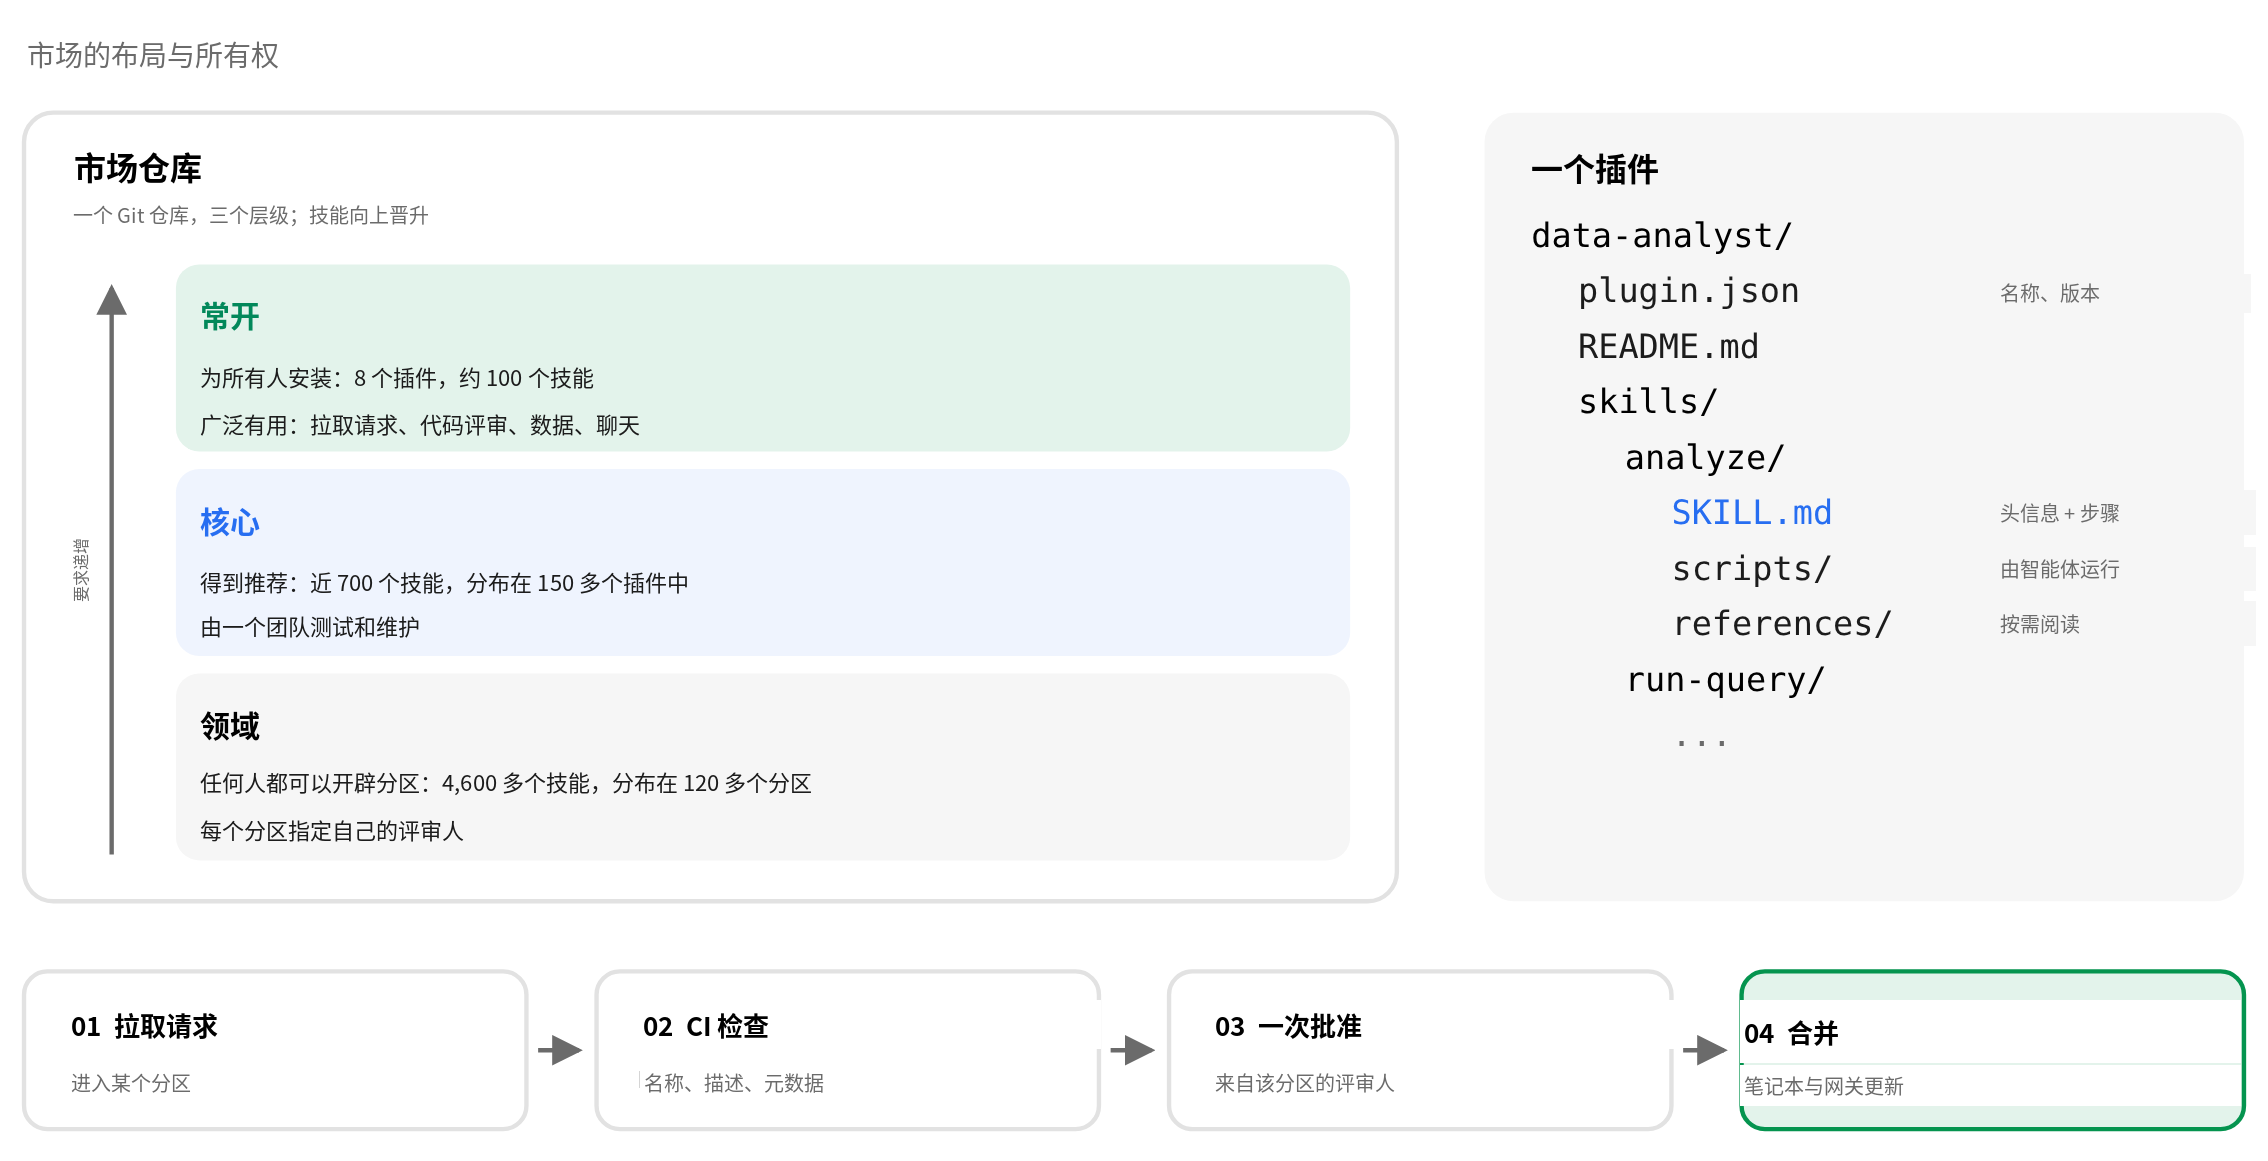 市场的布局与所有权
市场仓库
一个 Git 仓库，三个层级；技能向上晋升
要求递增
常开
为所有人安装：8 个插件，约 100 个技能
广泛有用：拉取请求、代码评审、数据、聊天
核心
得到推荐：近 700 个技能，分布在 150 多个插件中
由一个团队测试和维护
领域
任何人都可以开辟分区：4,600 多个技能，分布在 120 多个分区
每个分区指定自己的评审人
一个插件
data-analyst/
plugin.json 名称、版本
README.md
skills/
analyze/
SKILL.md 头信息 + 步骤
scripts/ 由智能体运行
references/ 按需阅读
run-query/
...
01 拉取请求
进入某个分区
02 CI 检查
名称、描述、元数据
03 一次批准
来自该分区的评审人
04 合并
笔记本与网关更新